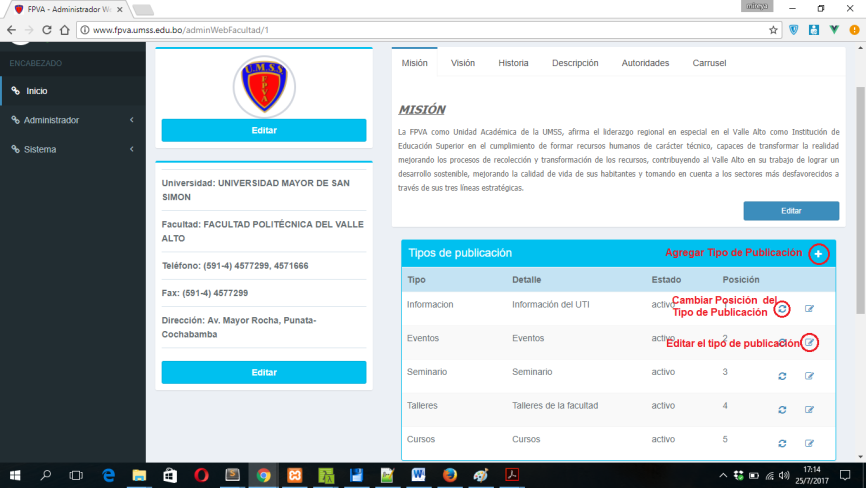 FPVA - Administrador We
mireya
www.fpva.umss.edu.bo/adminWebFacultad/1
ENCABEZADO
Inicio
Administrador
Sistema
UMSS
FPVA
Editar
Universidad: UNIVERSIDAD MAYOR DE SAN
SIMON
Facultad: FACULTAD POLITÉCNICA DEL VALLE
ALTO
Teléfono: (591-4) 4577299, 4571666
Fax: (591-4) 4577299
Dirección: Av. Mayor Rocha, Punata-
Cochabamba
Editar
Misión Visión Historia Descripción Autoridades Carrusel
MISIÓN
La FPVA como Unidad Académica de la UMSS, afirma el liderazgo regional en especial en el Valle Alto como Institución de
Educación Superior en el cumplimiento de formar recursos humanos de carácter técnico, capaces de transformar la realidad
mejorando los procesos de recolección y transformación de los recursos, contribuyendo al Valle Alto en su trabajo de lograr un
desarrollo sostenible, mejorando la calidad de vida de sus habitantes y tomando en cuenta a los sectores más desfavorecidos a
través de sus tres líneas estratégicas.
Editar
Tipos de publicación Agregar Tipo de Publicación
Tipo Detalle Estado Posición
Informacion Información del UTI activo
Cambiar Posición del
Tipo de Publicación
Eventos Eventos activo 2
Editar el tipo de publicación
Seminario Seminario activo 3
Talleres Talleres de la facultad activo 4
Cursos Cursos activo 5
17:14
25/7/2017